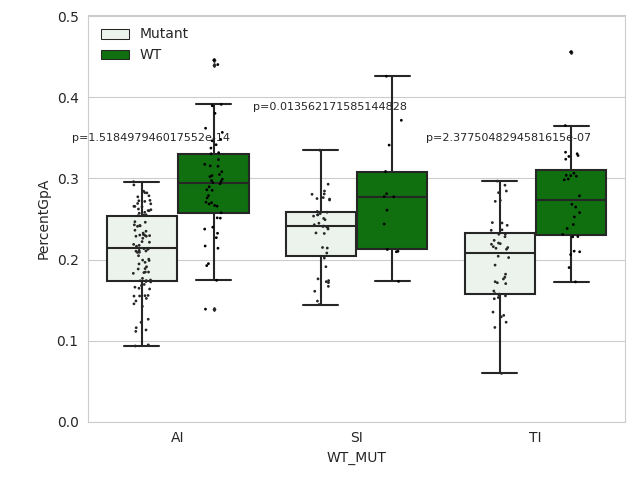 0.5
Mutant
WT
0.4
p=0.013562171585144828
p=1.518497946017552e-14
p=2.3775048294581615e-07
0.3
PercentGpA
0.2
0.1
0.0
AI
SI
TI
WT_MUT